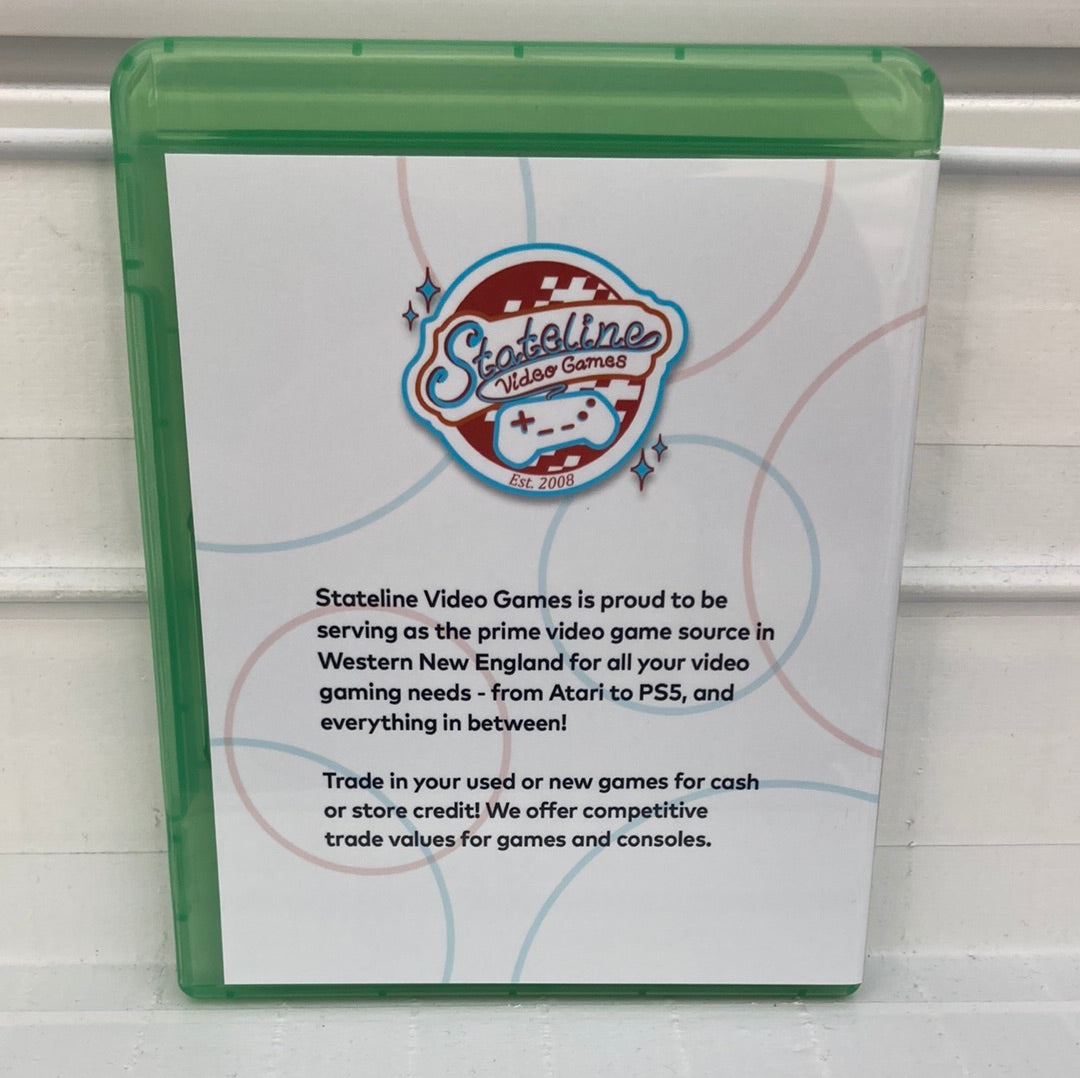 Stateline
Video Games
Est. 2008
Stateline Video Games is proud to be
serving as the prime video game source in
Western New England for all your video
gaming needs - from Atari to PS5, and
everything in between!
Trade in your used or new games for cash
or store credit! We offer competitive
trade values for games and consoles.